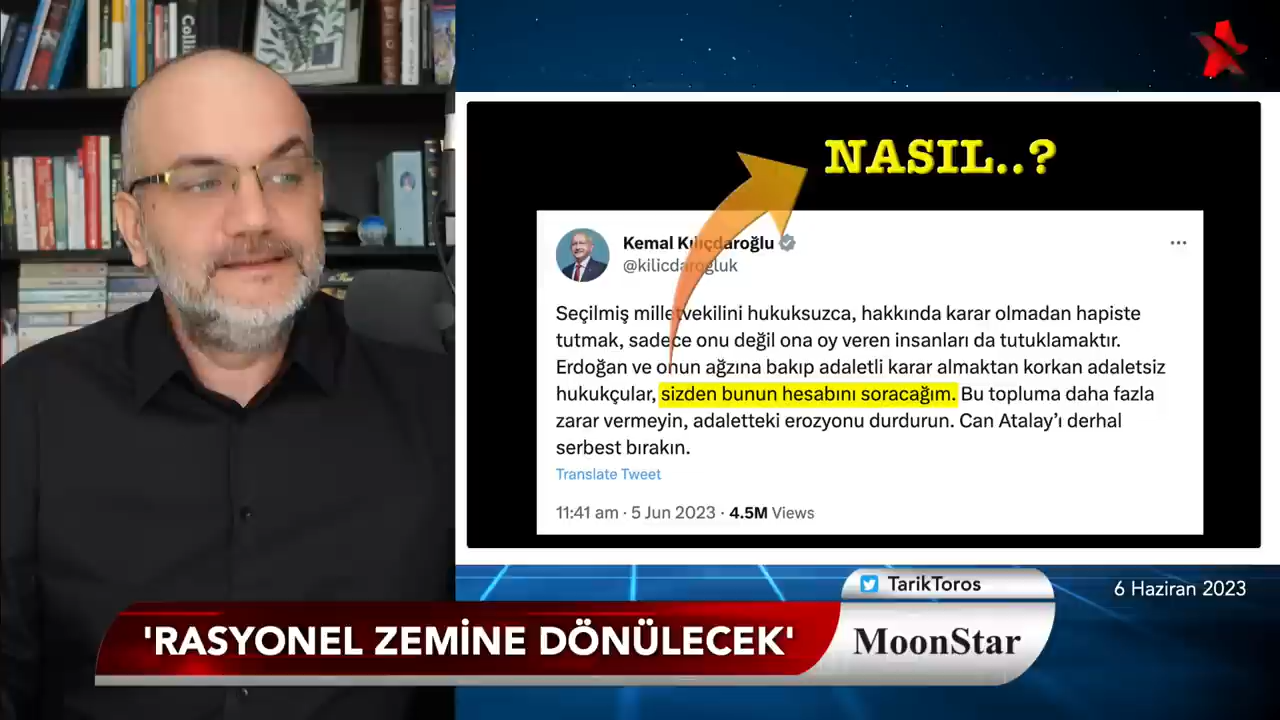 Colli
NASIL..?
Kemal Kılıçdaroğlu
@kilicdarogluk
Seçilmiş milletvekilini hukuksuzca, hakkında karar olmadan hapiste
tutmak, sadece onu değil ona oy veren insanları da tutuklamaktır.
Erdoğan ve onun ağzına bakıp adaletli karar almaktan korkan adaletsiz
hukukçular, sizden bunun hesabını soracağım. Bu topluma daha fazla
zarar vermeyin, adaletteki erozyonu durdurun. Can Atalay’ı derhal
serbest bırakın.
Translate Tweet
11:41 am · 5 Jun 2023 · 4.5M Views
TarikToros
6 Haziran 2023
'RASYONEL ZEMİNE DÖNÜLECEK'
MoonStar